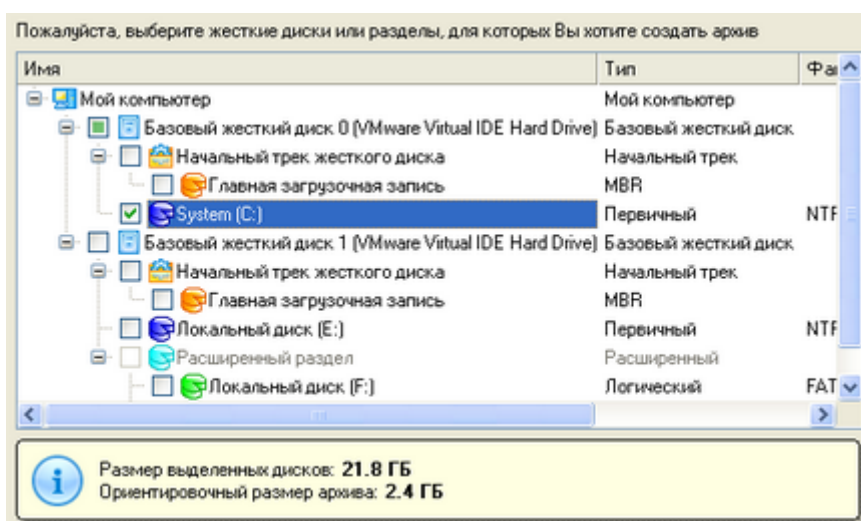 Пожалуйста, выберите жесткие диски или разделы, для которых Вы хотите создать архив
Имя Тип
Мой компьютер Мой компьютер
Базовый жесткий диск 0 (VMware Virtual IDE Hard Drive) Базовый жесткий диск
Начальный трек жесткого диска Начальный трек
Главная загрузочная запись MBR
System (C:) Первичный NTF
Базовый жесткий диск 1 (VMware Virtual IDE Hard Drive) Базовый жесткий диск
Начальный трек жесткого диска Начальный трек
Главная загрузочная запись MBR
Локальный диск (E:) Первичный NTF
Расширенный раздел Расширенный
Локальный диск (F:) Логический FAT
Размер выделенных дисков: 21.8 ГБ
Ориентировочный размер архива: 2.4 ГБ